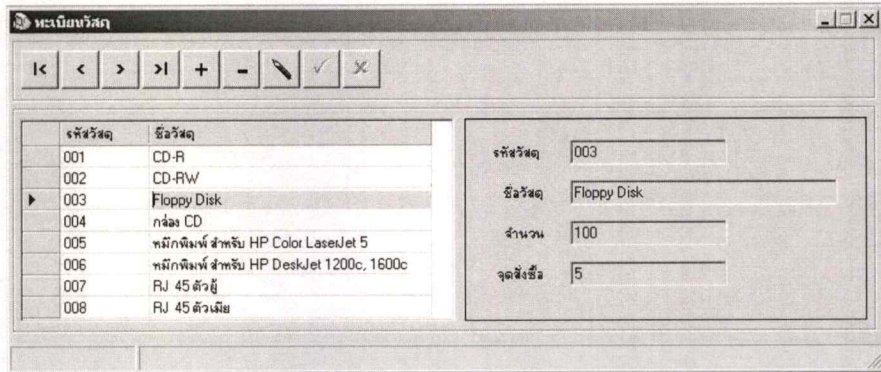 ทะเบียนวัสดุ
รหัสวัสดุ ชื่อวัสดุ
001 CD-R
002 CD-RW
003 Floppy Disk
004 กล่อง CD
005 หมึกพิมพ์ สำหรับ HP Color LaserJet 5
006 หมึกพิมพ์ สำหรับ HP DeskJet 1200c, 1600c
007 RJ 45 ตัวผู้
008 RJ 45 ตัวเมีย
รหัสวัสดุ 003
ชื่อวัสดุ Floppy Disk
จำนวน 100
จุดสั่งซื้อ 5